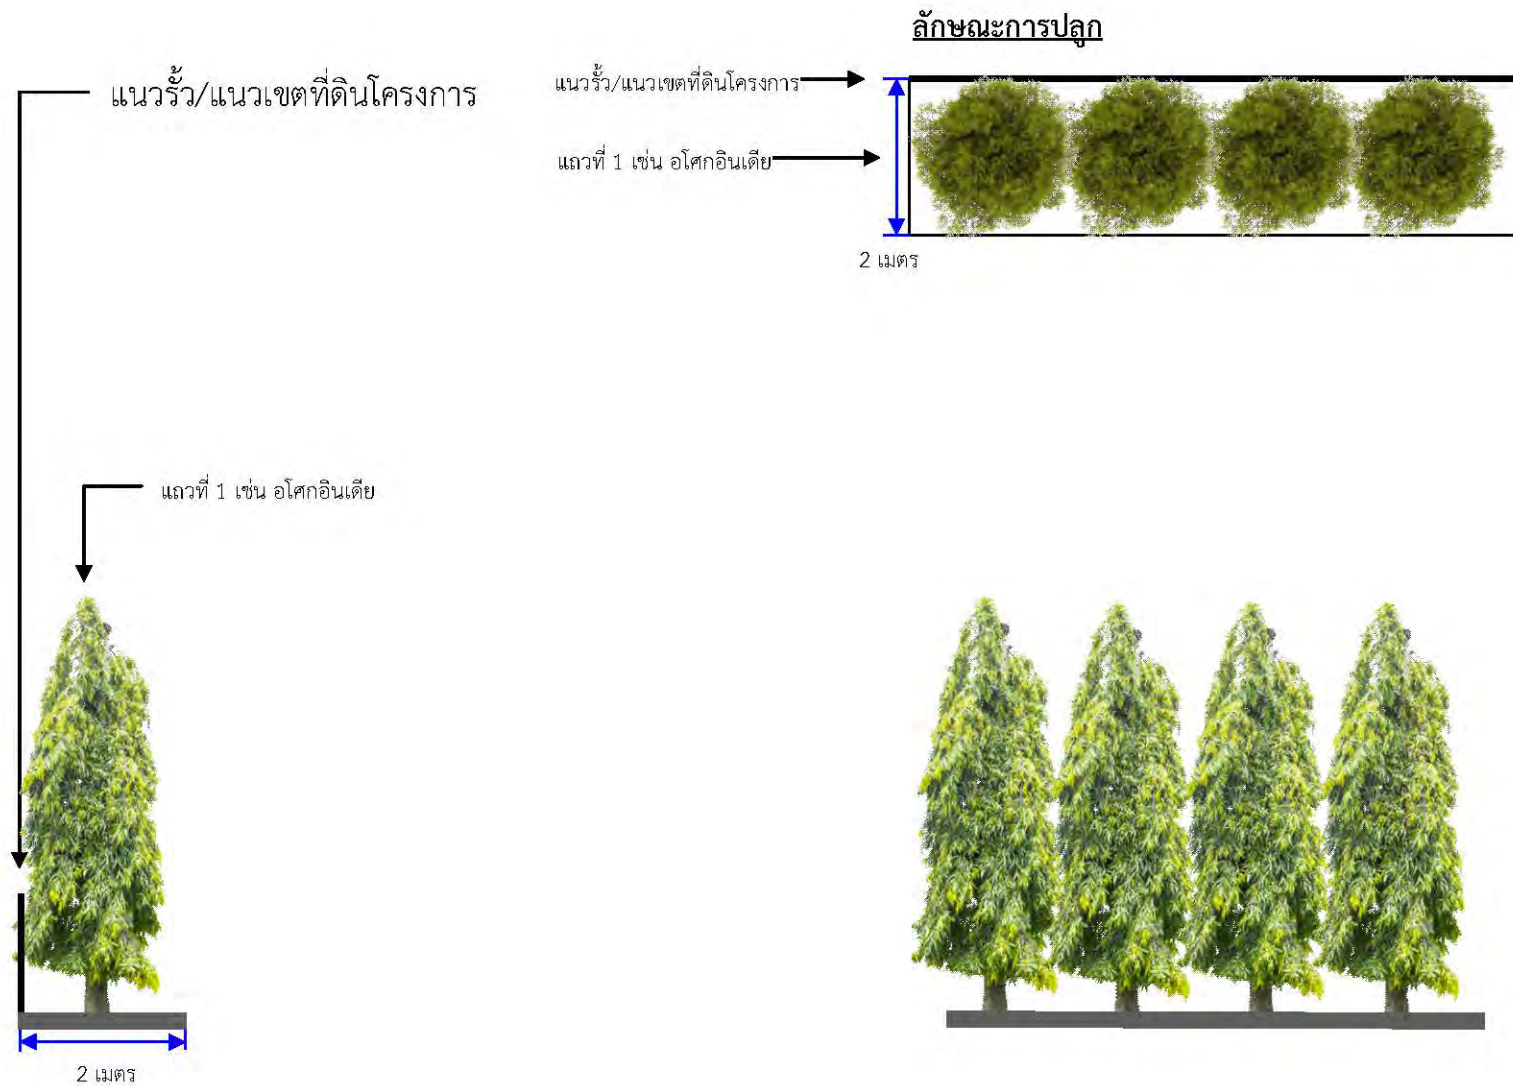 ลักษณะการปลูก
แนวรั้ว/แนวเขตที่ดินโครงการ
แนวรั้ว/แนวเขตที่ดินโครงการ
แถวที่ 1 เช่น อโศกอินเดีย
2 เมตร
แถวที่ 1 เช่น อโศกอินเดีย
2 เมตร